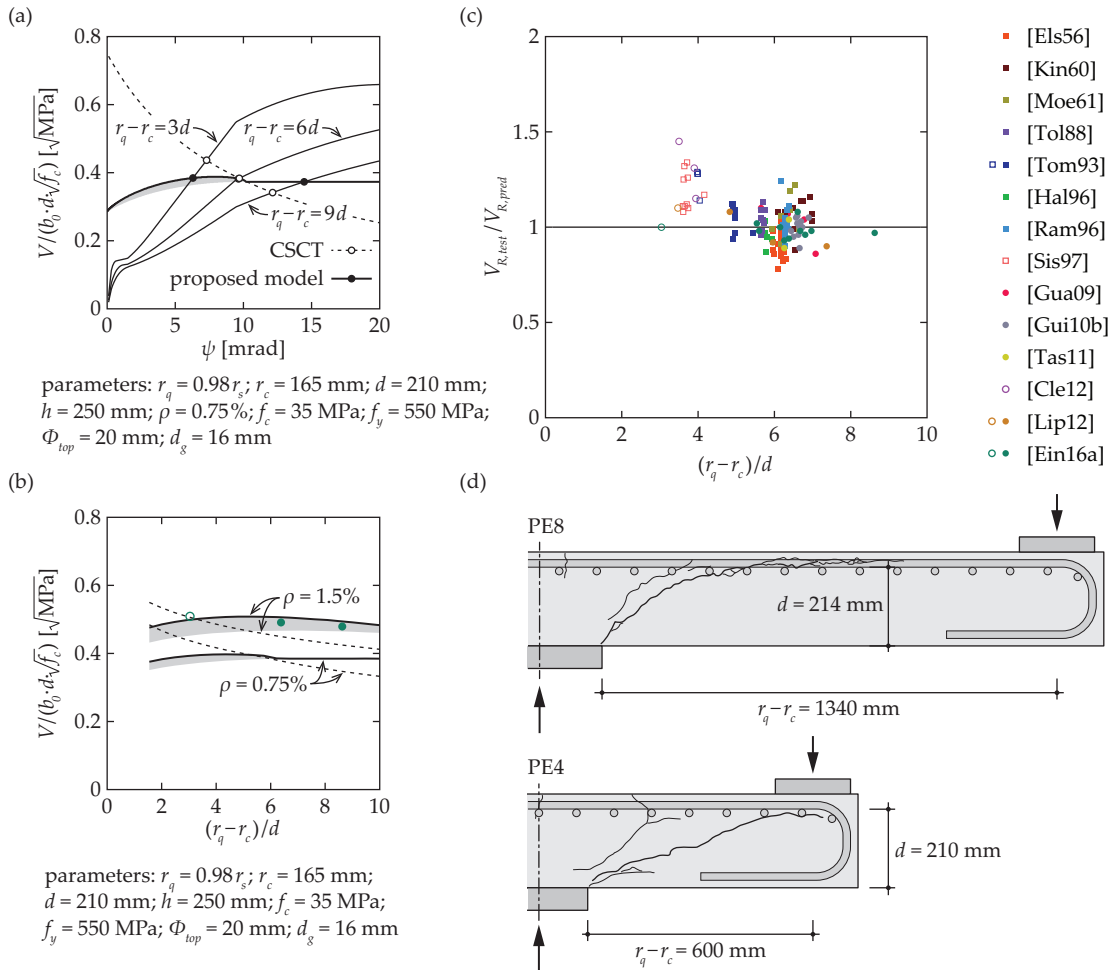 (a)
0.8
0.6
0.4
0.2
0
V/(b₀·d·√f_c) [√MPa]
r_q – r_c = 3d
r_q – r_c = 6d
r_q – r_c = 9d
CSCT
proposed model
0 5 10 15 20
ψ [mrad]
parameters: r_q = 0.98 r_s; r_c = 165 mm; d = 210 mm;
h = 250 mm; ρ = 0.75%; f_c = 35 MPa; f_y = 550 MPa;
Φ_top = 20 mm; d_g = 16 mm
(b)
0.8
0.6
0.4
0.2
0
V/(b₀·d·√f_c) [√MPa]
ρ = 1.5%
ρ = 0.75%
0 2 4 6 8 10
(r_q – r_c)/d
parameters: r_q = 0.98 r_s; r_c = 165 mm;
d = 210 mm; h = 250 mm; f_c = 35 MPa;
f_y = 550 MPa; Φ_top = 20 mm; d_g = 16 mm
(c)
2
1.5
1
0.5
0
V_R,test / V_R,pred
0 2 4 6 8 10
(r_q – r_c)/d
[Els56]
[Kin60]
[Moe61]
[Tol88]
[Tom93]
[Hal96]
[Ram96]
[Sis97]
[Gua09]
[Gui10b]
[Tas11]
[Cle12]
[Lip12]
[Ein16a]
(d)
PE8
d = 214 mm
r_q – r_c = 1340 mm
PE4
d = 210 mm
r_q – r_c = 600 mm